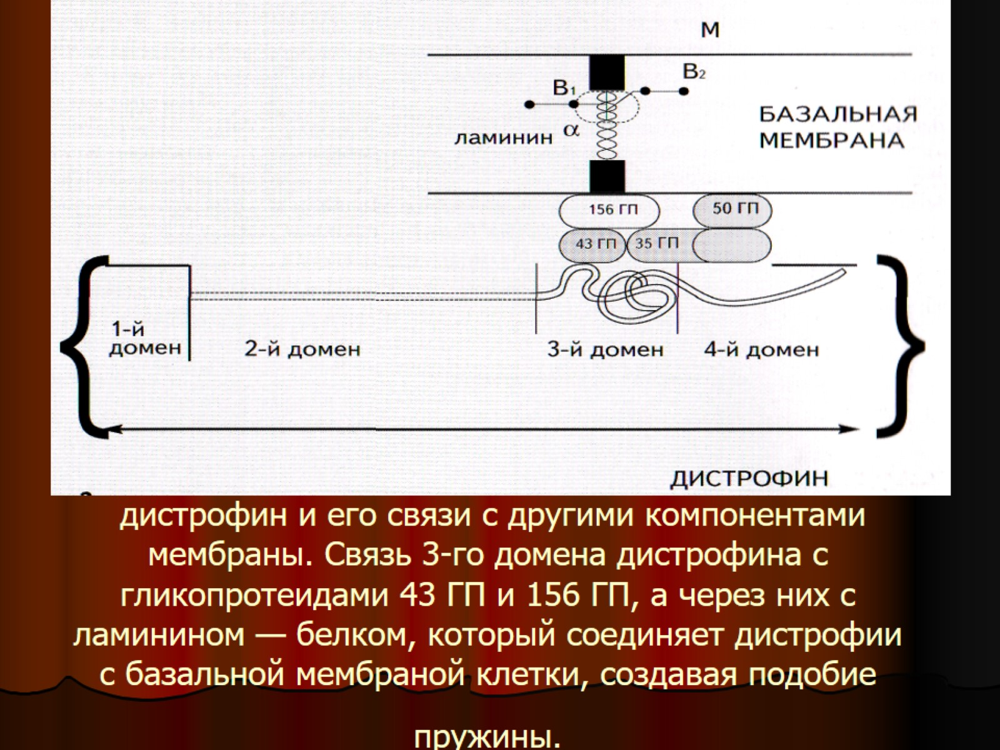 М
В₂
В₁
БАЗАЛЬНАЯ
МЕМБРАНА
α
ламинин
156 ГП
50 ГП
43 ГП
35 ГП
1-й
домен
2-й домен
3-й домен
4-й домен
ДИСТРОФИН
дистрофин и его связи с другими компонентами
мембраны. Связь 3-го домена дистрофина с
гликопротеидами 43 ГП и 156 ГП, а через них с
ламинином — белком, который соединяет дистрофии
с базальной мембраной клетки, создавая подобие
пружины.